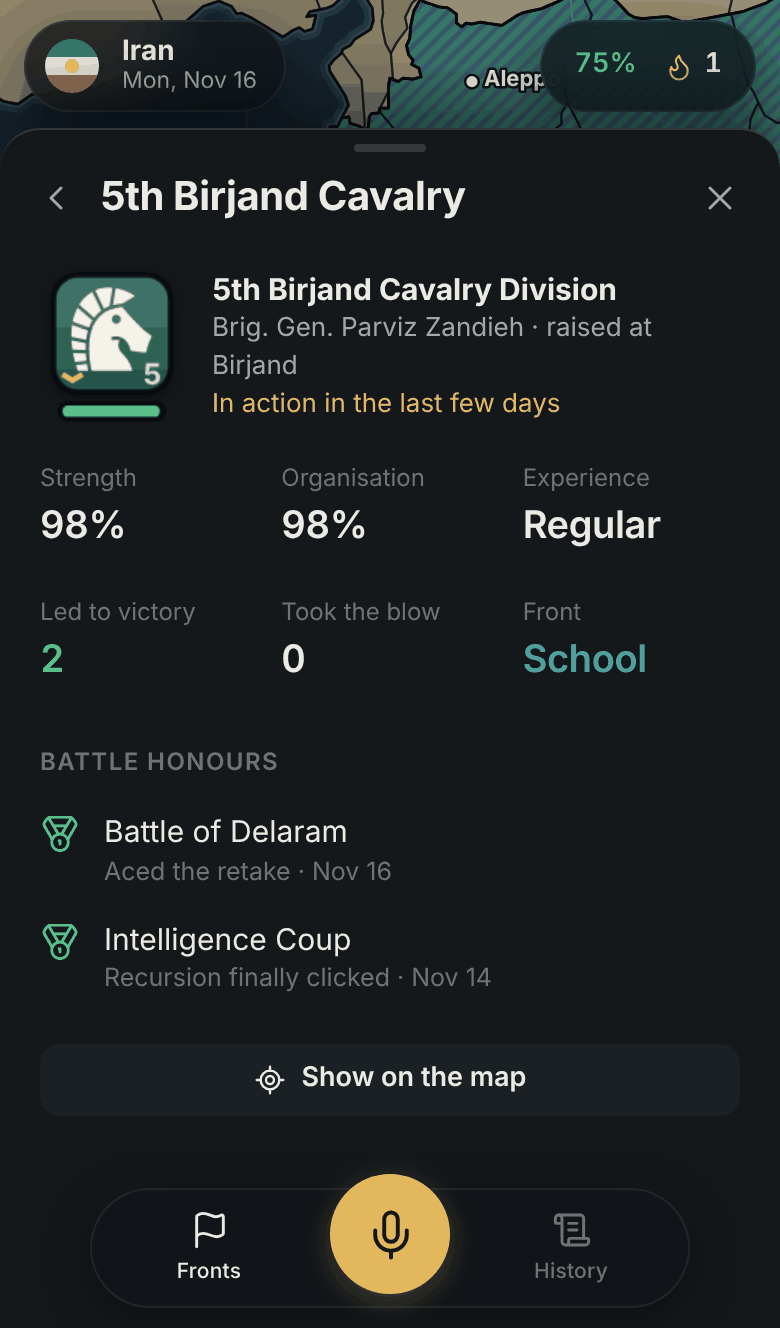 Iran
Mon, Nov 16
Aleppo
75%
1
5th Birjand Cavalry
5th Birjand Cavalry Division
Brig. Gen. Parviz Zandieh · raised at
Birjand
In action in the last few days
5
Strength
Organisation
Experience
98%
98%
Regular
Led to victory
Took the blow
Front
2
0
School
BATTLE HONOURS
Battle of Delaram
Aced the retake · Nov 16
Intelligence Coup
Recursion finally clicked · Nov 14
Show on the map
Fronts
History